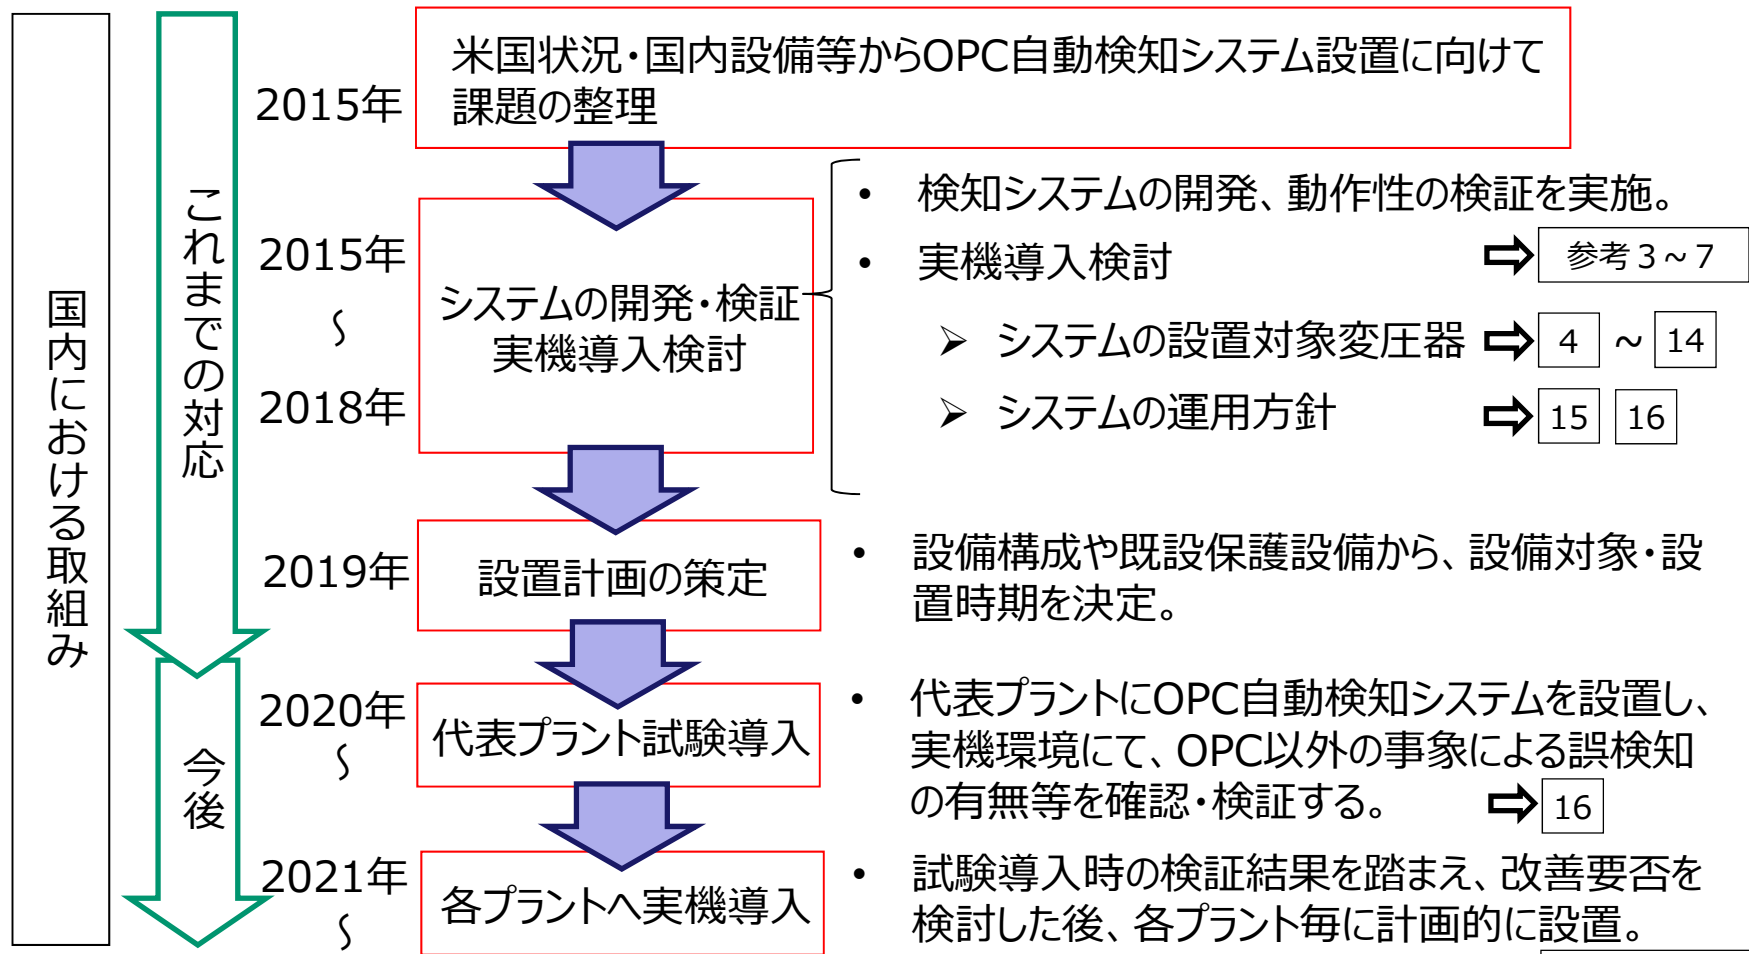 国内における取組み
これまでの対応
今後
2015年
米国状況・国内設備等からOPC自動検知システム設置に向けて
課題の整理
2015年
~
2018年
システムの開発・検証
実機導入検討
• 検知システムの開発、動作性の検証を実施。
• 実機導入検討 ⇨ 参考3~7
➢ システムの設置対象変圧器 ⇨ 4 ~ 14
➢ システムの運用方針 ⇨ 15 16
2019年
設置計画の策定
• 設備構成や既設保護設備から、設備対象・設
置時期を決定。
2020年
~
代表プラント試験導入
• 代表プラントにOPC自動検知システムを設置し、
実機環境にて、OPC以外の事象による誤検知
の有無等を確認・検証する。 ⇨ 16
2021年
~
各プラントへ実機導入
• 試験導入時の検証結果を踏まえ、改善要否を
検討した後、各プラント毎に計画的に設置。